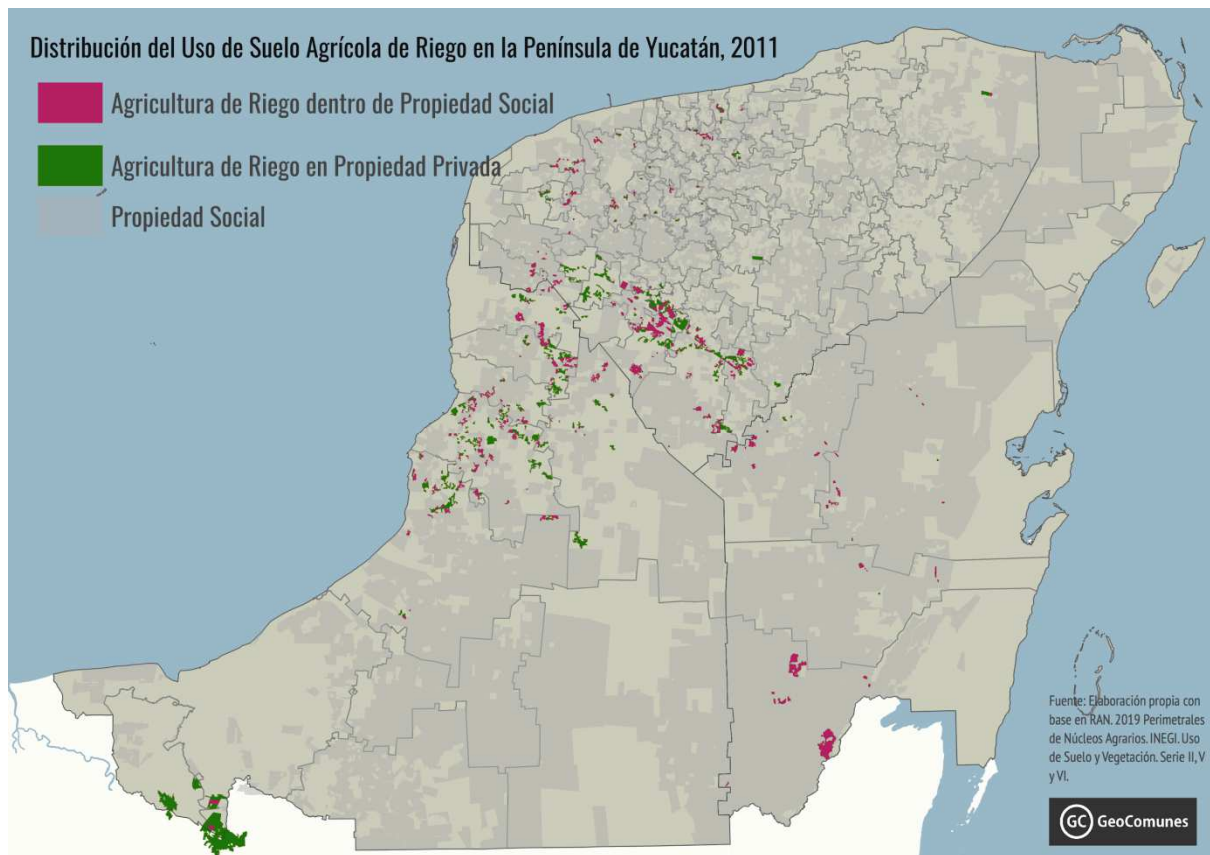 Distribución del Uso de Suelo Agrícola de Riego en la Península de Yucatán, 2011
Agricultura de Riego dentro de Propiedad Social
Agricultura de Riego en Propiedad Privada
Propiedad Social
Fuente: Elaboración propia con
base en RAN. 2019 Perimetrales
de Núcleos Agrarios. INEGI. Uso
de Suelo y Vegetación. Serie II, V
y VI.
GC GeoComunes